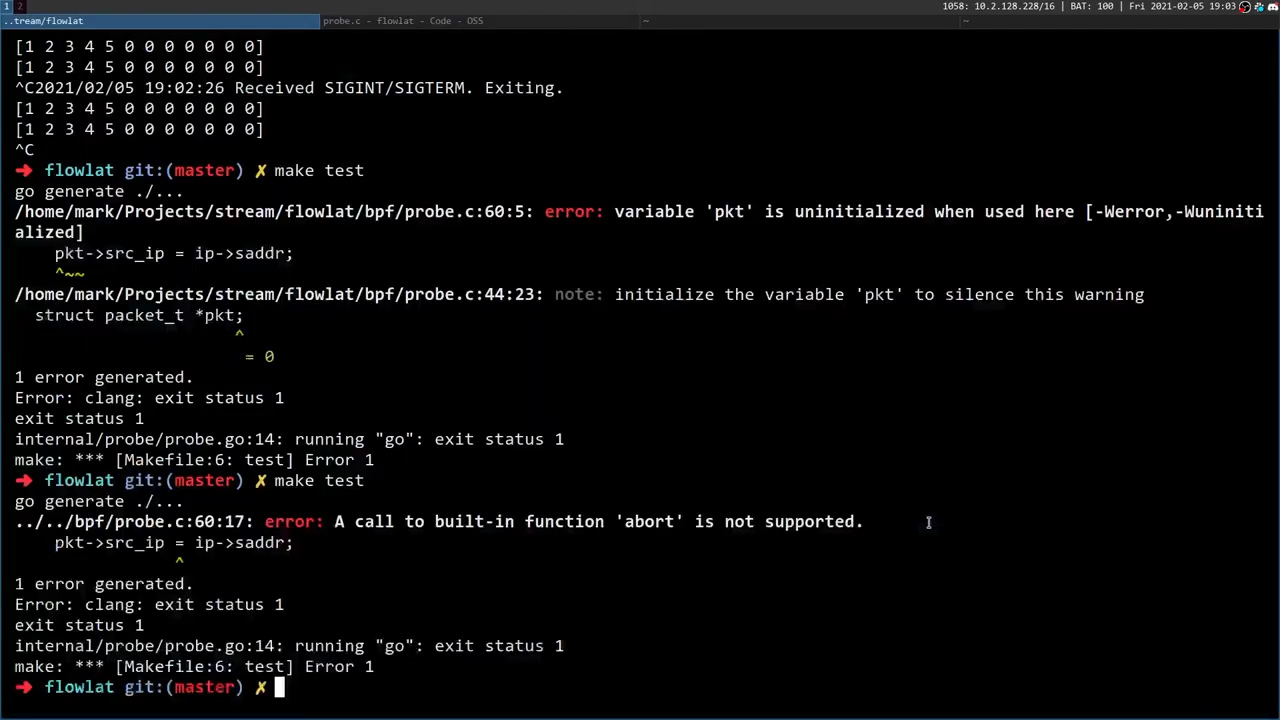 1 2 1058: 10.2.128.228/16 | BAT: 100 | Fri 2021-02-05 19:03
..tream/flowlat probe.c - flowlat - Code - OSS ~ ~
[1 2 3 4 5 0 0 0 0 0 0 0]
[1 2 3 4 5 0 0 0 0 0 0 0]
^C2021/02/05 19:02:26 Received SIGINT/SIGTERM. Exiting.
[1 2 3 4 5 0 0 0 0 0 0 0]
[1 2 3 4 5 0 0 0 0 0 0 0]
^C
➜ flowlat git:(master) ✗ make test
go generate ./...
/home/mark/Projects/stream/flowlat/bpf/probe.c:60:5: error: variable 'pkt' is uninitialized when used here [-Werror,-Wuniniti
alized]
pkt->src_ip = ip->saddr;
^~~
/home/mark/Projects/stream/flowlat/bpf/probe.c:44:23: note: initialize the variable 'pkt' to silence this warning
struct packet_t *pkt;
^
= 0
1 error generated.
Error: clang: exit status 1
exit status 1
internal/probe/probe.go:14: running "go": exit status 1
make: *** [Makefile:6: test] Error 1
➜ flowlat git:(master) ✗ make test
go generate ./...
../../bpf/probe.c:60:17: error: A call to built-in function 'abort' is not supported.
pkt->src_ip = ip->saddr;
^
1 error generated.
Error: clang: exit status 1
exit status 1
internal/probe/probe.go:14: running "go": exit status 1
make: *** [Makefile:6: test] Error 1
➜ flowlat git:(master) ✗